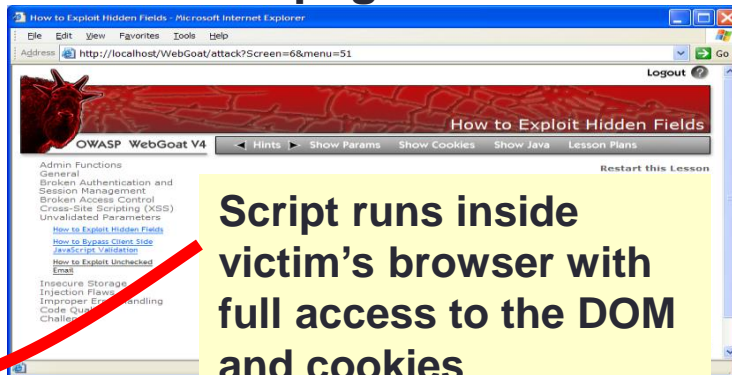 How to Exploit Hidden Fields - Microsoft Internet Explorer
File Edit View Favorites Tools Help
Address http://localhost/WebGoat/attack?Screen=6&menu=51 Go
Logout ?
How to Exploit Hidden Fields
OWASP WebGoat V4 Hints Show Params Show Cookies Show Java Lesson Plans
Restart this Lesson
Admin Functions
General
Broken Authentication and
Session Management
Broken Access Control
Cross-Site Scripting (XSS)
Unvalidated Parameters
How to Exploit Hidden Fields
How to Bypass Client Side
JavaScript Validation
How to Exploit Unchecked
Email
Insecure Storage
Injection Flaws
Improper
Code
Script runs inside
victim's browser with
full access to the DOM
and cookies